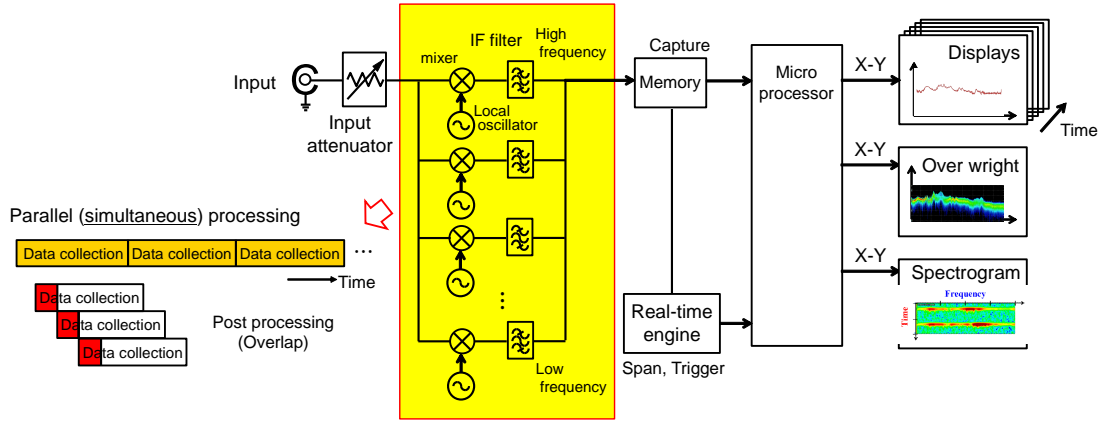 Input
Input
attenuator
mixer
IF filter
High
frequency
Local
oscillator
Low
frequency
Capture
Memory
Real-time
engine
Span, Trigger
Micro
processor
X-Y
Displays
Time
X-Y
Over wright
X-Y
Spectrogram
Frequency
Time
Parallel (simultaneous) processing
Data collection Data collection Data collection ...
Time
Data collection
Data collection
Data collection
Post processing
(Overlap)
...